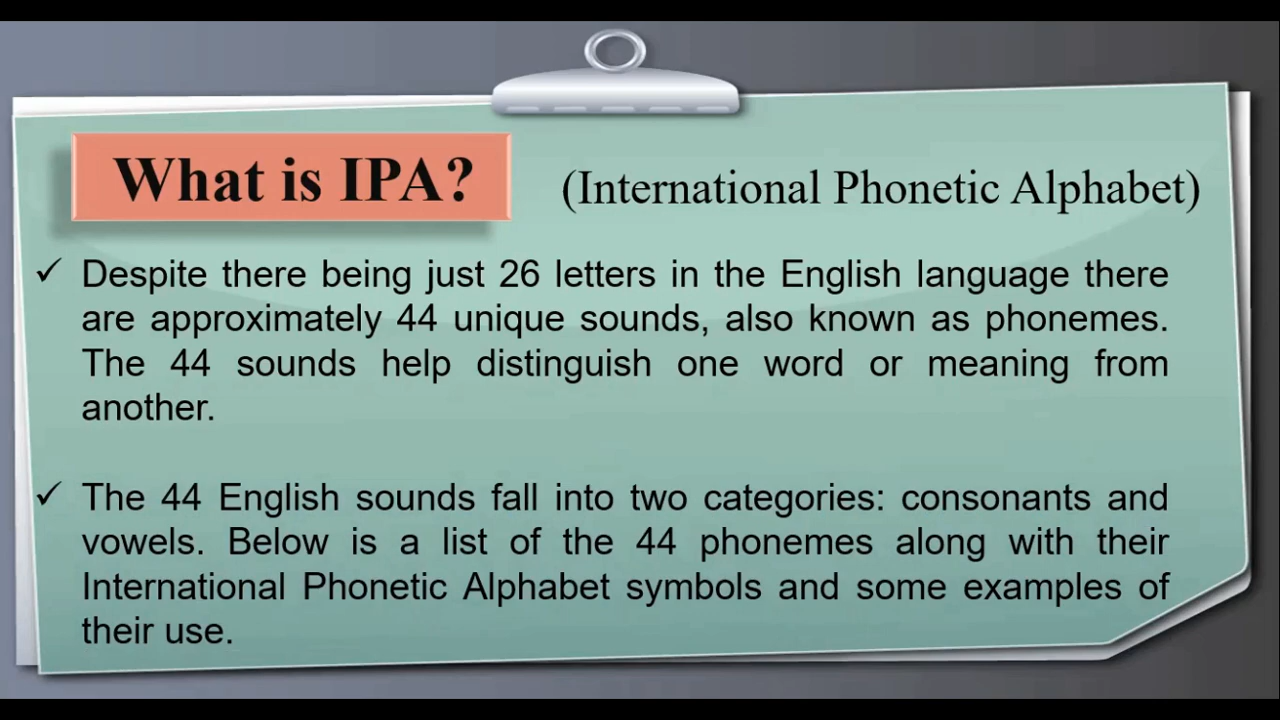 What is IPA? (International Phonetic Alphabet)
✓ Despite there being just 26 letters in the English language there
are approximately 44 unique sounds, also known as phonemes.
The 44 sounds help distinguish one word or meaning from
another.
✓ The 44 English sounds fall into two categories: consonants and
vowels. Below is a list of the 44 phonemes along with their
International Phonetic Alphabet symbols and some examples of
their use.